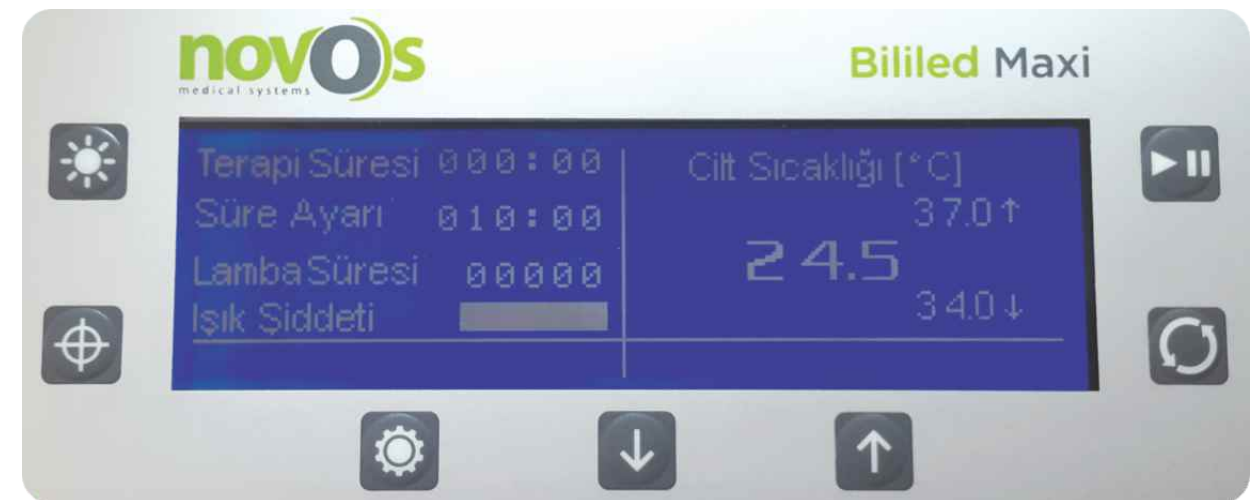 novOs
medical systems
Bililed Maxi
Terapi Süresi 000:00
Süre Ayarı 010:00
Lamba Süresi 00000
Işık Şiddeti
Cilt Sıcaklığı [°C]
37.0↑
24.5
34.0↓